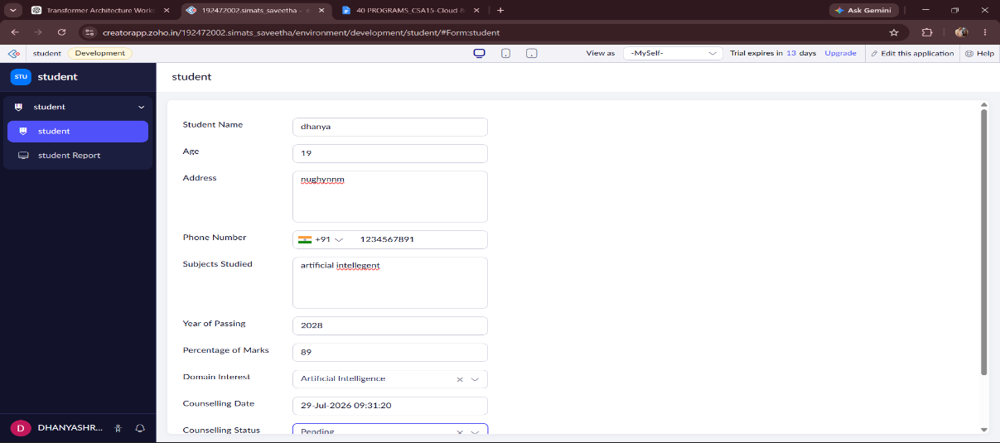 Transformer Architecture Works
192472002.simats_saveetha -
40 PROGRAMS_CSA15-Cloud &
Ask Gemini
creatorapp.zoho.in/192472002.simats_saveetha/environment/development/student/#Form:student
student
Development
View as
-MySelf-
Trial expires in 13 days
Upgrade
Edit this application
Help
STU
student
student
student
student
student Report
Student Name
dhanya
Age
19
Address
nughynnm
Phone Number
+91
1234567891
Subjects Studied
artificial intellegent
Year of Passing
2028
Percentage of Marks
89
Domain Interest
Artificial Intelligence
Counselling Date
29-Jul-2026 09:31:20
Counselling Status
Pending
D
DHANYASHR...